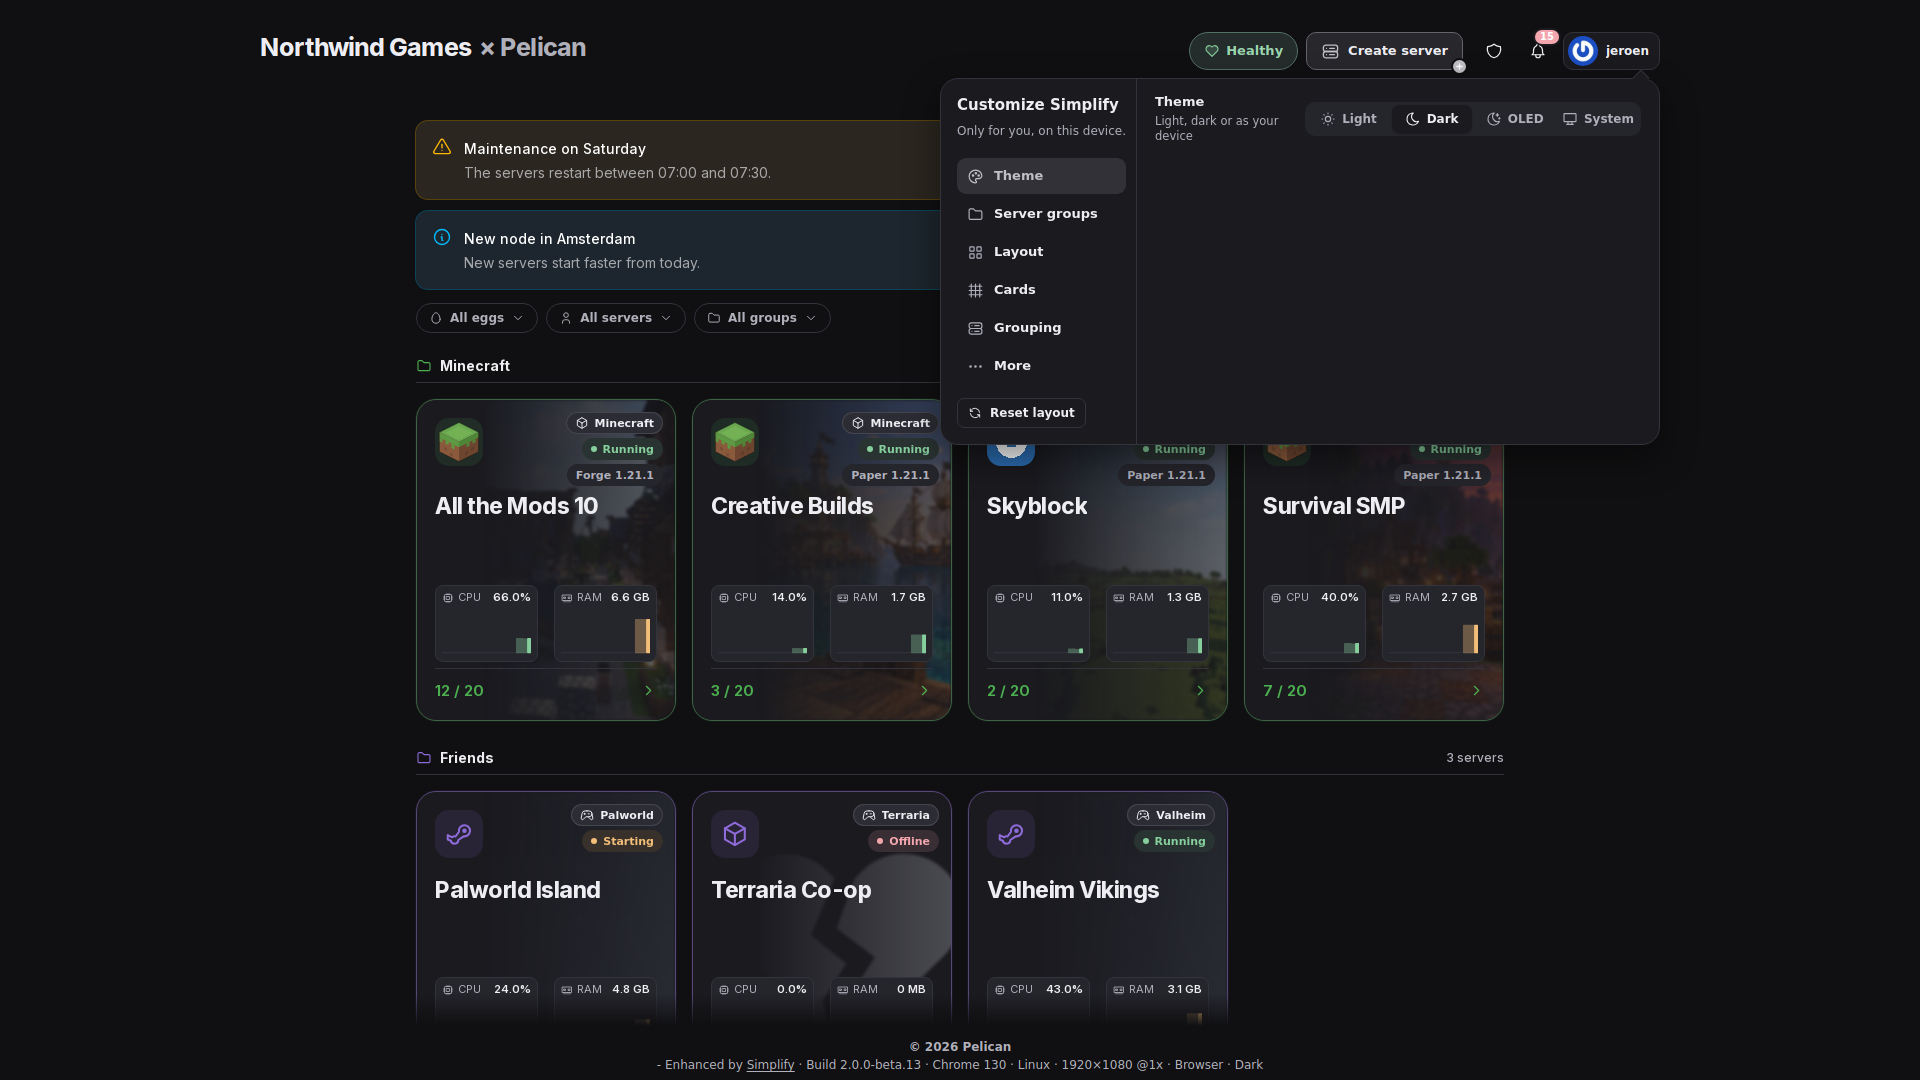 Northwind Games × Pelican
Healthy
Create server
15
jeroen
Customize Simplify
Only for you, on this device.
Theme
Server groups
Layout
Cards
Grouping
More
Reset layout
Theme
Light, dark or as your
device
Light
Dark
OLED
System
Maintenance on Saturday
The servers restart between 07:00 and 07:30.
New node in Amsterdam
New servers start faster from today.
All eggs
All servers
All groups
Minecraft
Minecraft
Running
Forge 1.21.1
All the Mods 10
CPU 66.0%
RAM 6.6 GB
12 / 20
Minecraft
Running
Paper 1.21.1
Creative Builds
CPU 14.0%
RAM 1.7 GB
3 / 20
Running
Paper 1.21.1
Skyblock
CPU 11.0%
RAM 1.3 GB
2 / 20
Running
Paper 1.21.1
Survival SMP
CPU 40.0%
RAM 2.7 GB
7 / 20
Friends
3 servers
Palworld
Starting
Palworld Island
CPU 24.0%
RAM 4.8 GB
Terraria
Offline
Terraria Co-op
CPU 0.0%
RAM 0 MB
Valheim
Running
Valheim Vikings
CPU 43.0%
RAM 3.1 GB
© 2026 Pelican
- Enhanced by Simplify · Build 2.0.0-beta.13 · Chrome 130 · Linux · 1920×1080 @1x · Browser · Dark